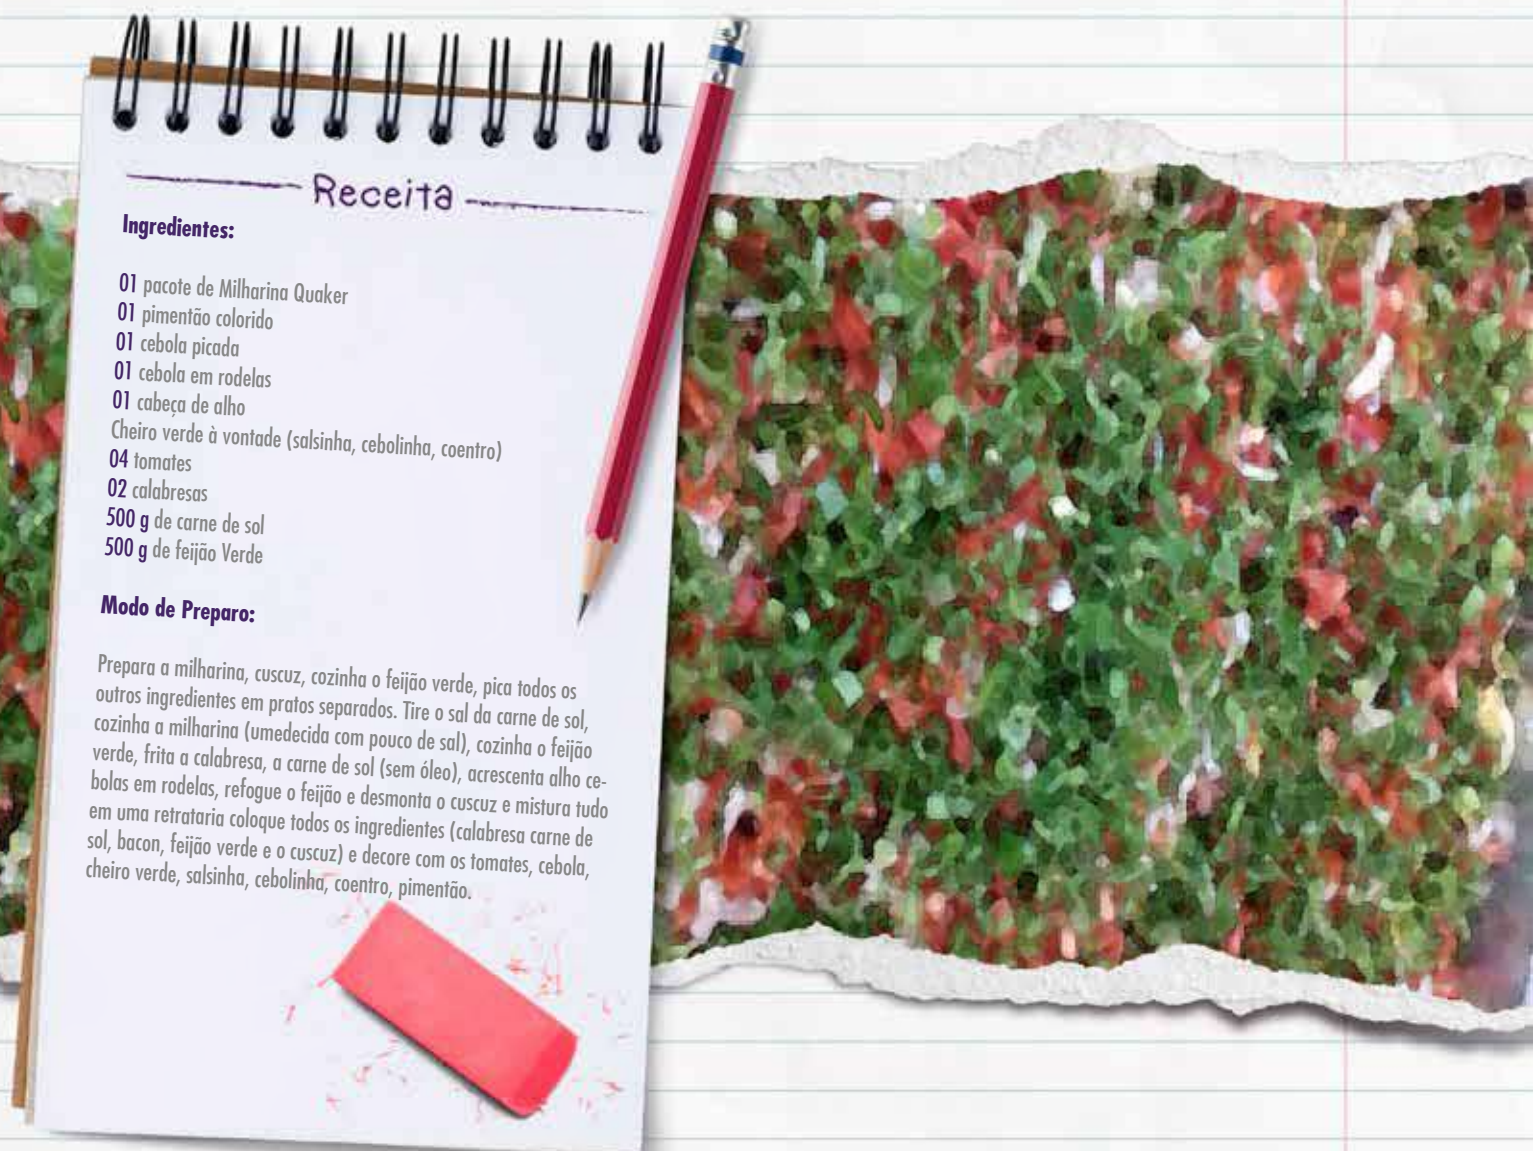 Receita
Ingredientes:
01 pacote de Milharina Quaker
01 pimentão colorido
01 cebola picada
01 cebola em rodelas
01 cabeça de alho
Cheiro verde à vontade (salsinha, cebolinha, coentro)
04 tomates
02 calabresas
500 g de carne de sol
500 g de feijão Verde
Modo de Preparo:
Prepara a milharina, cuscuz, cozinha o feijão verde, pica todos os
outros ingredientes em pratos separados. Tire o sal da carne de sol,
cozinha a milharina (umedecida com pouco de sal), cozinha o feijão
verde, frita a calabresa, a carne de sol (sem óleo), acrescenta alho ce-
bolas em rodelas, refogue o feijão e desmonta o cuscuz e mistura tudo
em uma retrataria coloque todos os ingredientes (calabresa carne de
sol, bacon, feijão verde e o cuscuz) e decore com os tomates, cebola,
cheiro verde, salsinha, cebolinha, coentro, pimentão.